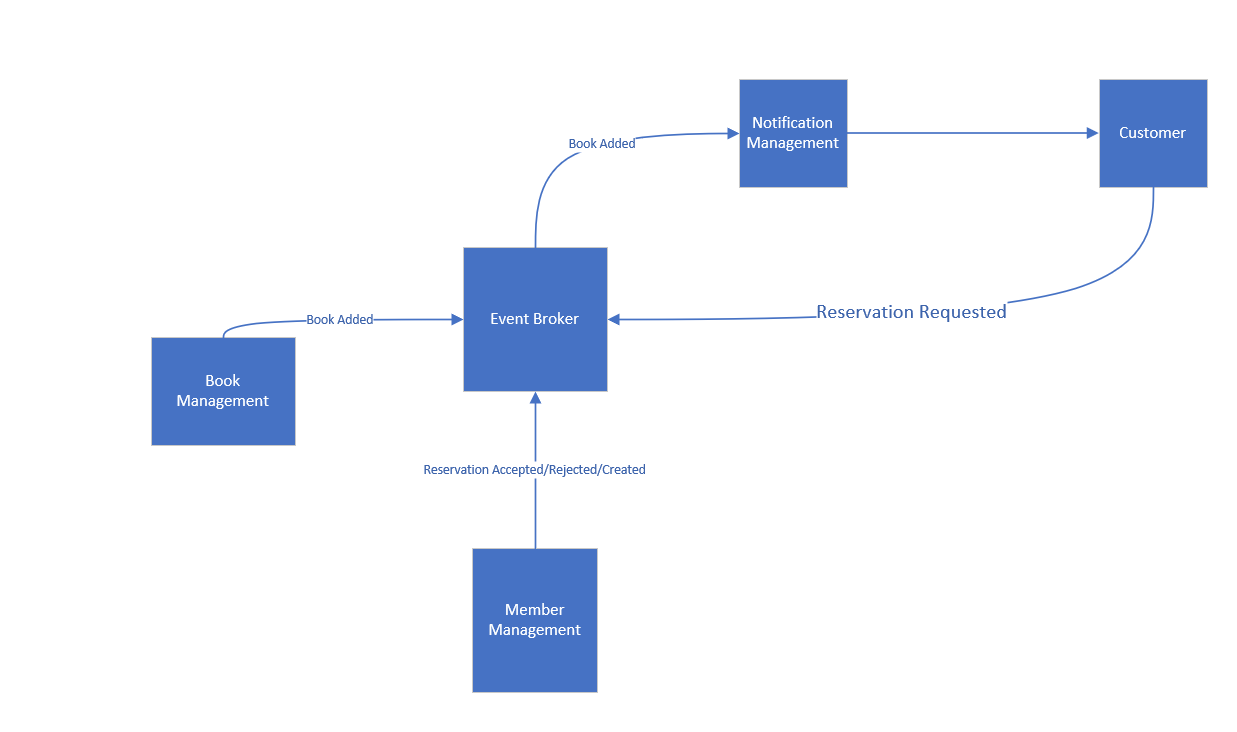 Notification
Management
Customer
Book Added
Reservation Requested
Event Broker
Book Added
Book
Management
Reservation Accepted/Rejected/Created
Member
Management